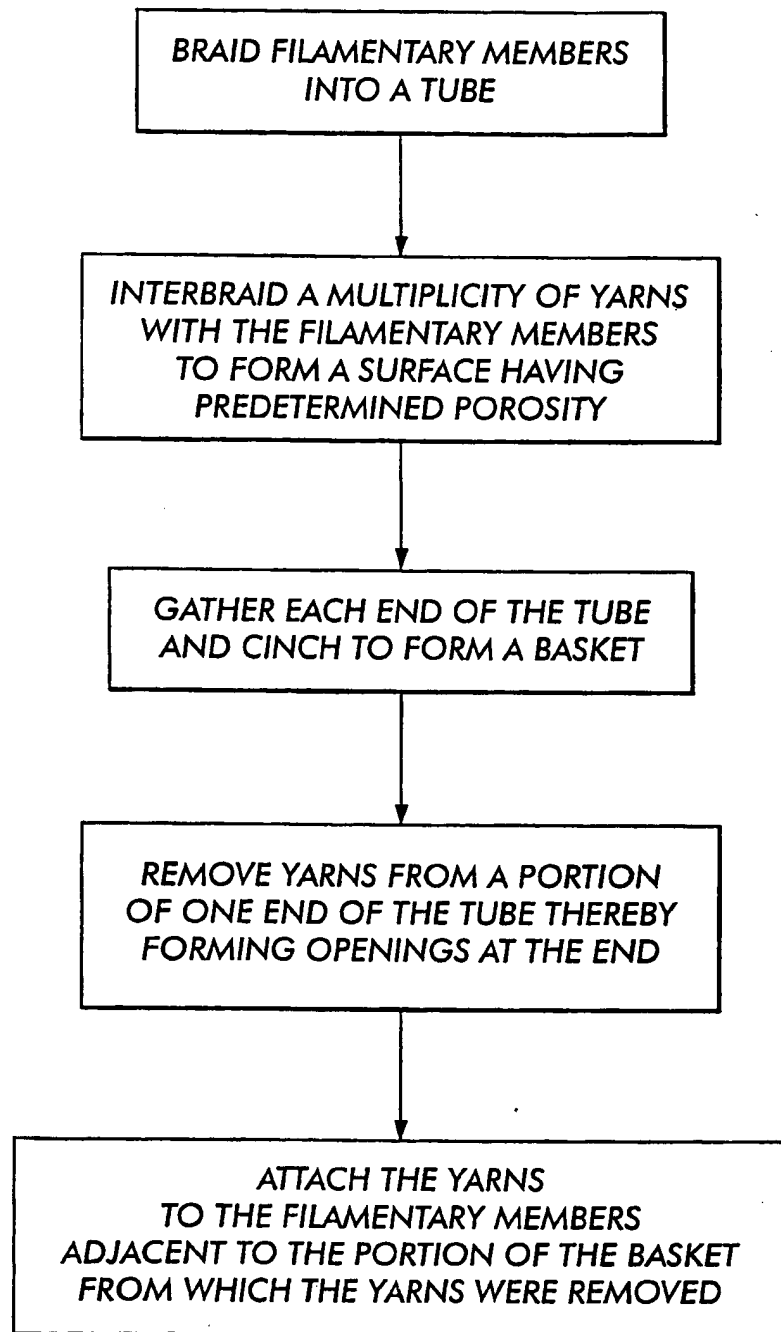 BRAID FILAMENTARY MEMBERS
INTO A TUBE
INTERBRAID A MULTIPLICITY OF YARNS
WITH THE FILAMENTARY MEMBERS
TO FORM A SURFACE HAVING
PREDETERMINED POROSITY
GATHER EACH END OF THE TUBE
AND CINCH TO FORM A BASKET
REMOVE YARNS FROM A PORTION
OF ONE END OF THE TUBE THEREBY
FORMING OPENINGS AT THE END
ATTACH THE YARNS
TO THE FILAMENTARY MEMBERS
ADJACENT TO THE PORTION OF THE BASKET
FROM WHICH THE YARNS WERE REMOVED